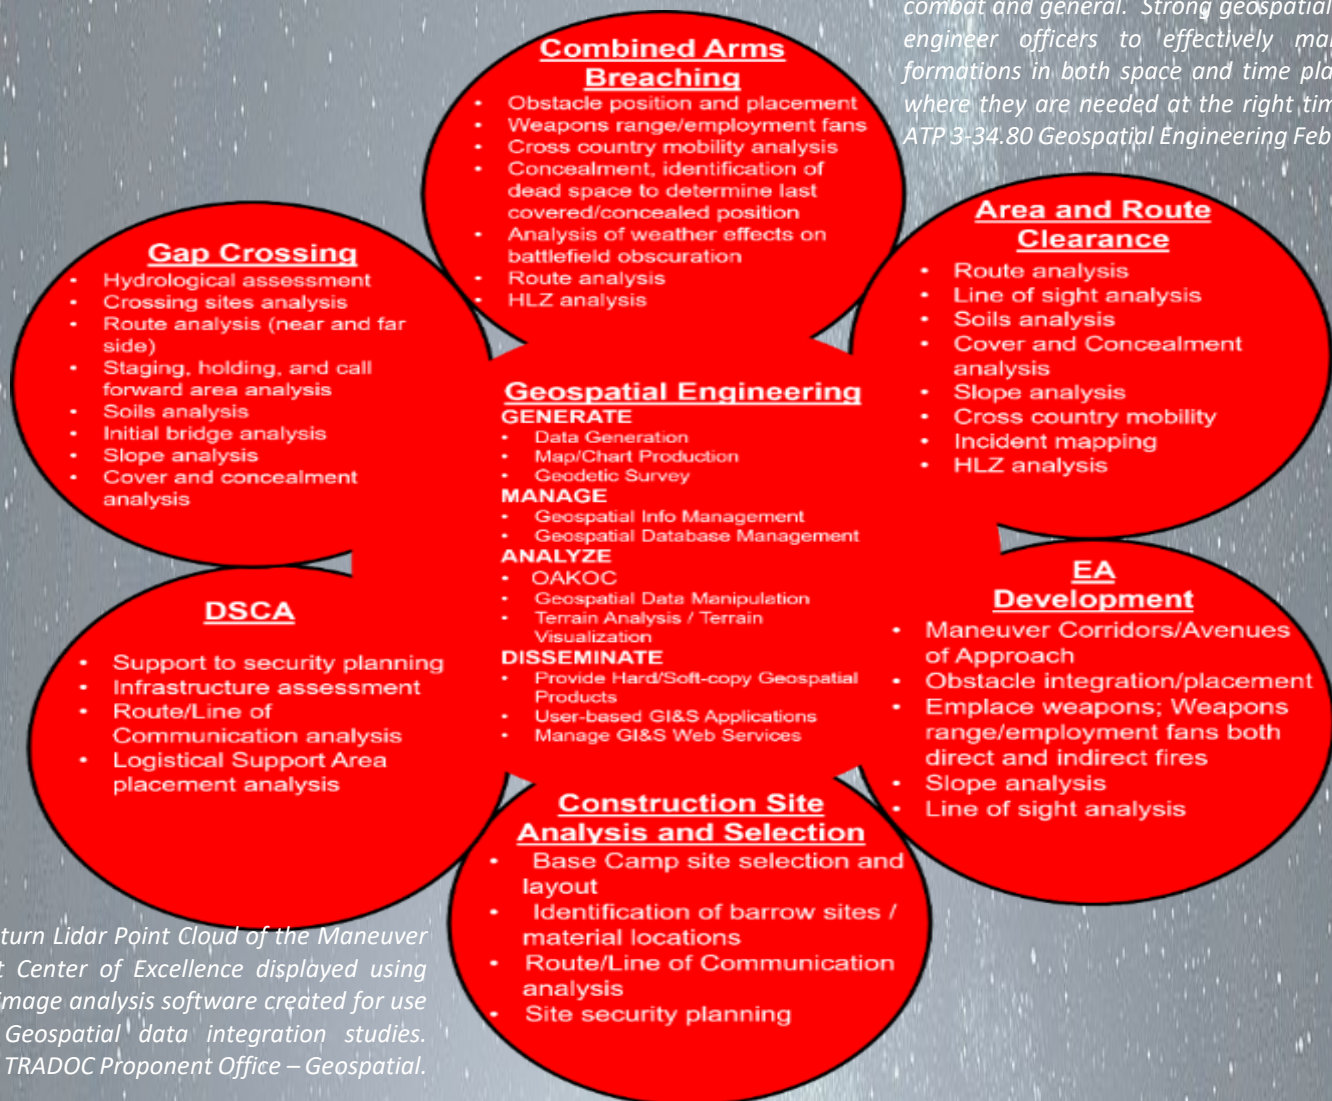 combat and general. Strong geospatial
engineer officers to effectively
formations in both space and time
where they are needed at the right
ATP 3-34.80 Geospatial Engineering Feb
Combined Arms
Breaching
• Obstacle position and placement
• Weapons range/employment fans
• Cross country mobility analysis
• Concealment, identification of
dead space to determine last
covered/concealed position
• Analysis of weather effects on
battlefield obscuration
• Route analysis
• HLZ analysis
Gap Crossing
• Hydrological assessment
• Crossing sites analysis
• Route analysis (near and far
side)
• Staging, holding, and call
forward area analysis
• Soils analysis
• Initial bridge analysis
• Slope analysis
• Cover and concealment
analysis
Area and Route
Clearance
• Route analysis
• Line of sight analysis
• Soils analysis
• Cover and Concealment
analysis
• Slope analysis
• Cross country mobility
• Incident mapping
• HLZ analysis
Geospatial Engineering
GENERATE
• Data Generation
• Map/Chart Production
• Geodetic Survey
MANAGE
• Geospatial Info Management
• Geospatial Database Management
ANALYZE
• OAKOC
• Geospatial Data Manipulation
• Terrain Analysis / Terrain
Visualization
DISSEMINATE
• Provide Hard/Soft-copy Geospatial
Products
• User-based GI&S Applications
• Manage GI&S Web Services
DSCA
• Support to security planning
• Infrastructure assessment
• Route/Line of
Communication analysis
• Logistical Support Area
placement analysis
EA
Development
• Maneuver Corridors/Avenues
of Approach
• Obstacle integration/placement
• Emplace weapons; Weapons
range/employment fans both
direct and indirect fires
• Slope analysis
• Line of sight analysis
Construction Site
Analysis and Selection
• Base Camp site selection and
layout
• Identification of barrow sites /
material locations
• Route/Line of Communication
analysis
• Site security planning
Lidar Point Cloud of the Maneuver
Center of Excellence displayed using
image analysis software created for use
Geospatial data integration studies.
TRADOC Proponent Office – Geospatial.